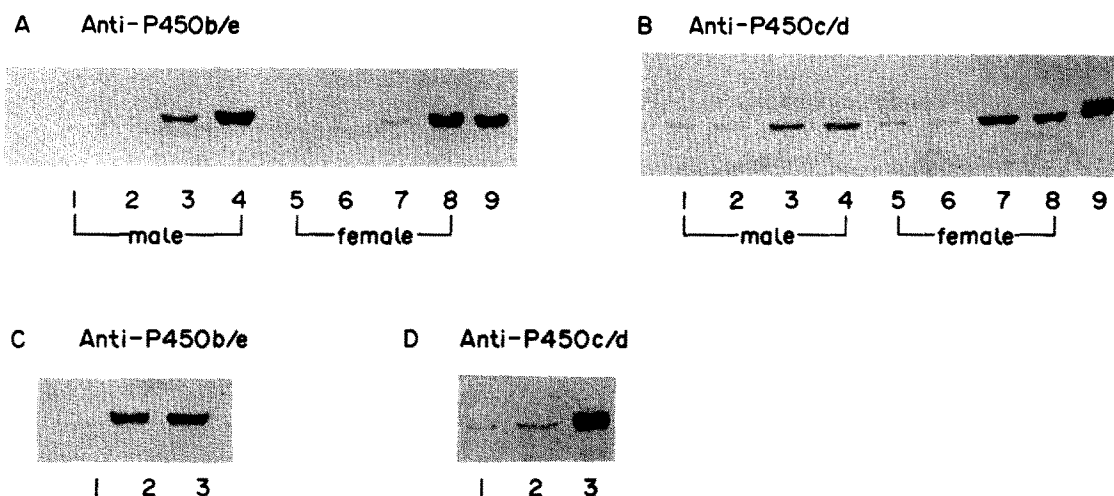 A Anti-P450b/e
B Anti-P450c/d
1 2 3 4 5 6 7 8 9
male female
1 2 3 4 5 6 7 8 9
male female
C Anti-P450b/e
D Anti-P450c/d
1 2 3
1 2 3